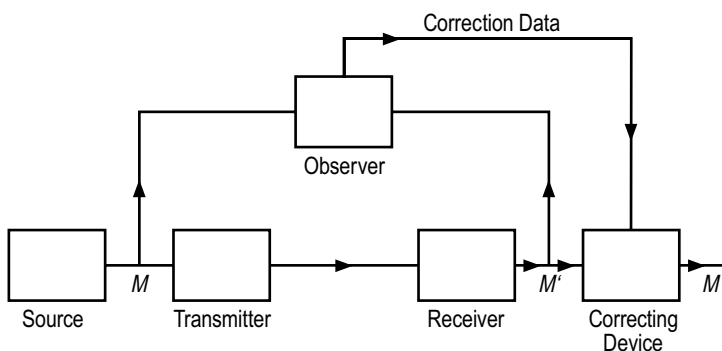 Correction Data
Observer
M
M'
M
Source
Transmitter
Receiver
Correcting
Device